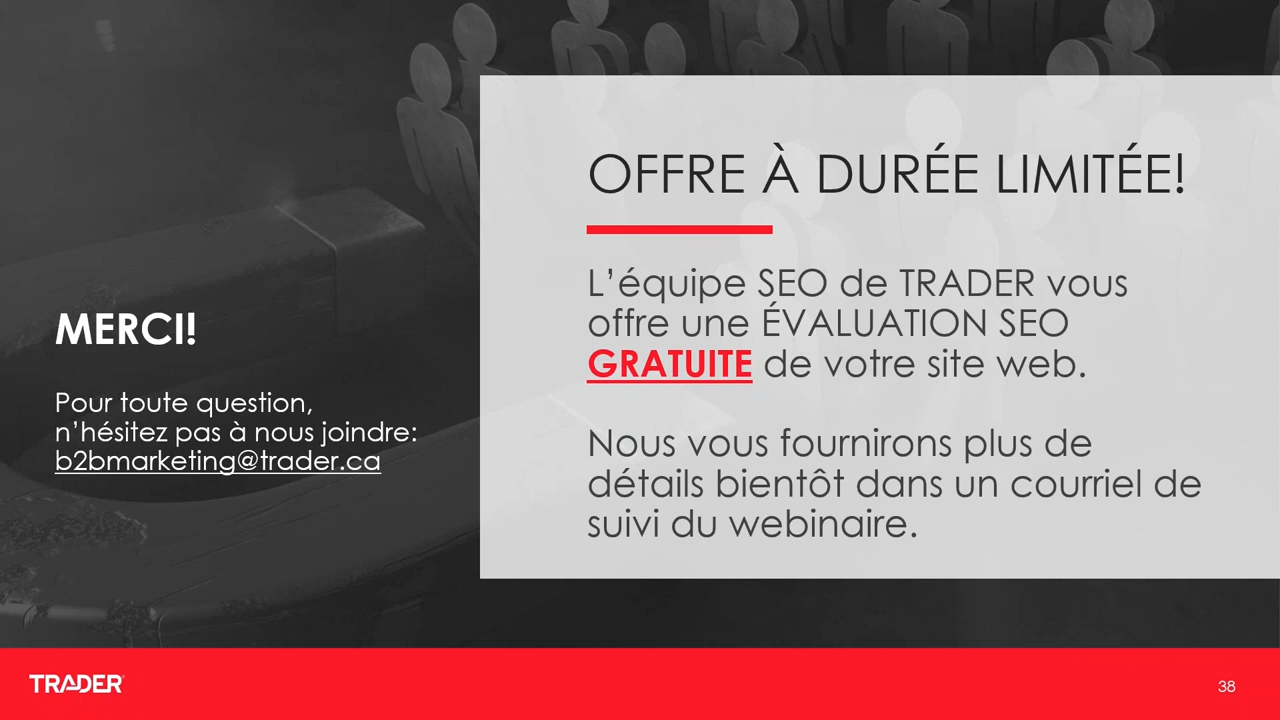 MERCI!
Pour toute question,
n’hésitez pas à nous joindre:
b2bmarketing@trader.ca
OFFRE À DURÉE LIMITÉE!
L’équipe SEO de TRADER vous
offre une ÉVALUATION SEO
GRATUITE de votre site web.
Nous vous fournirons plus de
détails bientôt dans un courriel de
suivi du webinaire.
TRADER
38